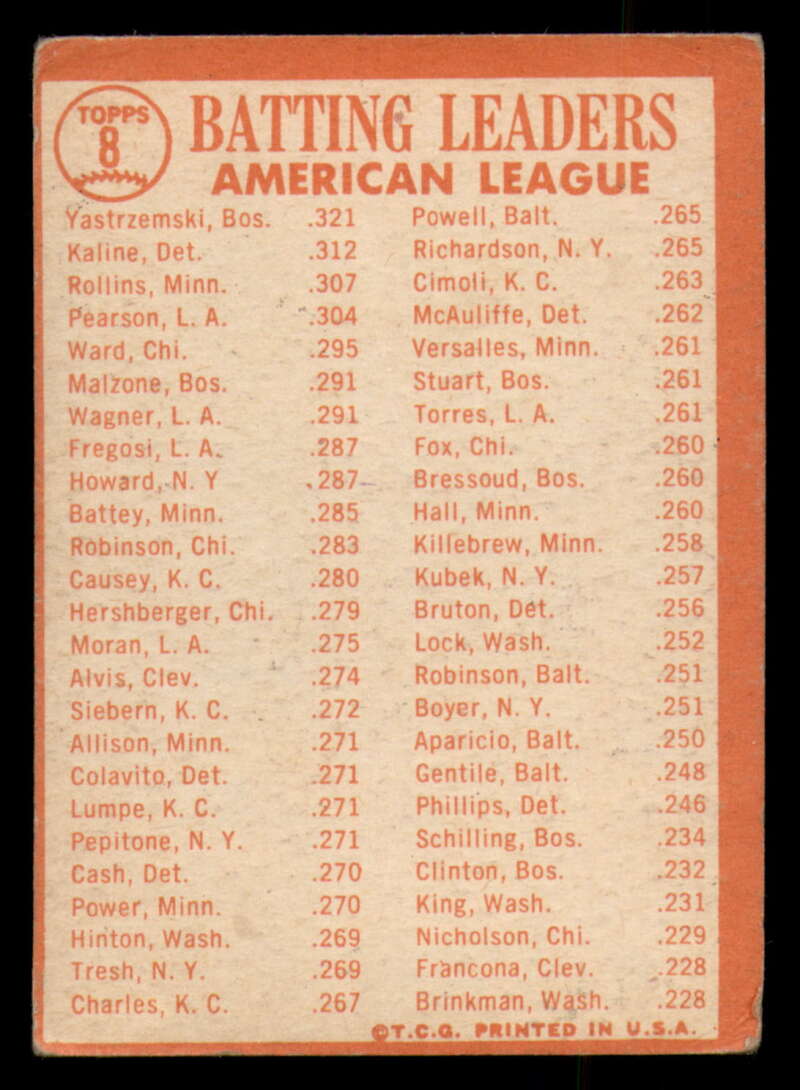 TOPPS
8
BATTING LEADERS
AMERICAN LEAGUE
Yastrzemski, Bos. .321
Kaline, Det. .312
Rollins, Minn. .307
Pearson, L. A. .304
Ward, Chi. .295
Malzone, Bos. .291
Wagner, L. A. .291
Fregosi, L. A. .287
Howard, N. Y .287
Battey, Minn. .285
Robinson, Chi. .283
Causey, K. C. .280
Hershberger, Chi. .279
Moran, L. A. .275
Alvis, Clev. .274
Siebern, K. C. .272
Allison, Minn. .271
Colavito, Det. .271
Lumpe, K. C. .271
Pepitone, N. Y. .271
Cash, Det. .270
Power, Minn. .270
Hinton, Wash. .269
Tresh, N. Y. .269
Charles, K. C. .267
Powell, Balt. .265
Richardson, N. Y. .265
Cimoli, K. C. .263
McAuliffe, Det. .262
Versalles, Minn. .261
Stuart, Bos. .261
Torres, L. A. .261
Fox, Chi. .260
Bressoud, Bos. .260
Hall, Minn. .260
Killebrew, Minn. .258
Kubek, N. Y. .257
Bruton, Det. .256
Lock, Wash. .252
Robinson, Balt. .251
Boyer, N. Y. .251
Aparicio, Balt. .250
Gentile, Balt. .248
Phillips, Det. .246
Schilling, Bos. .234
Clinton, Bos. .232
King, Wash. .231
Nicholson, Chi. .229
Francona, Clev. .228
Brinkman, Wash. .228
©T.C.G. PRINTED IN U.S.A.